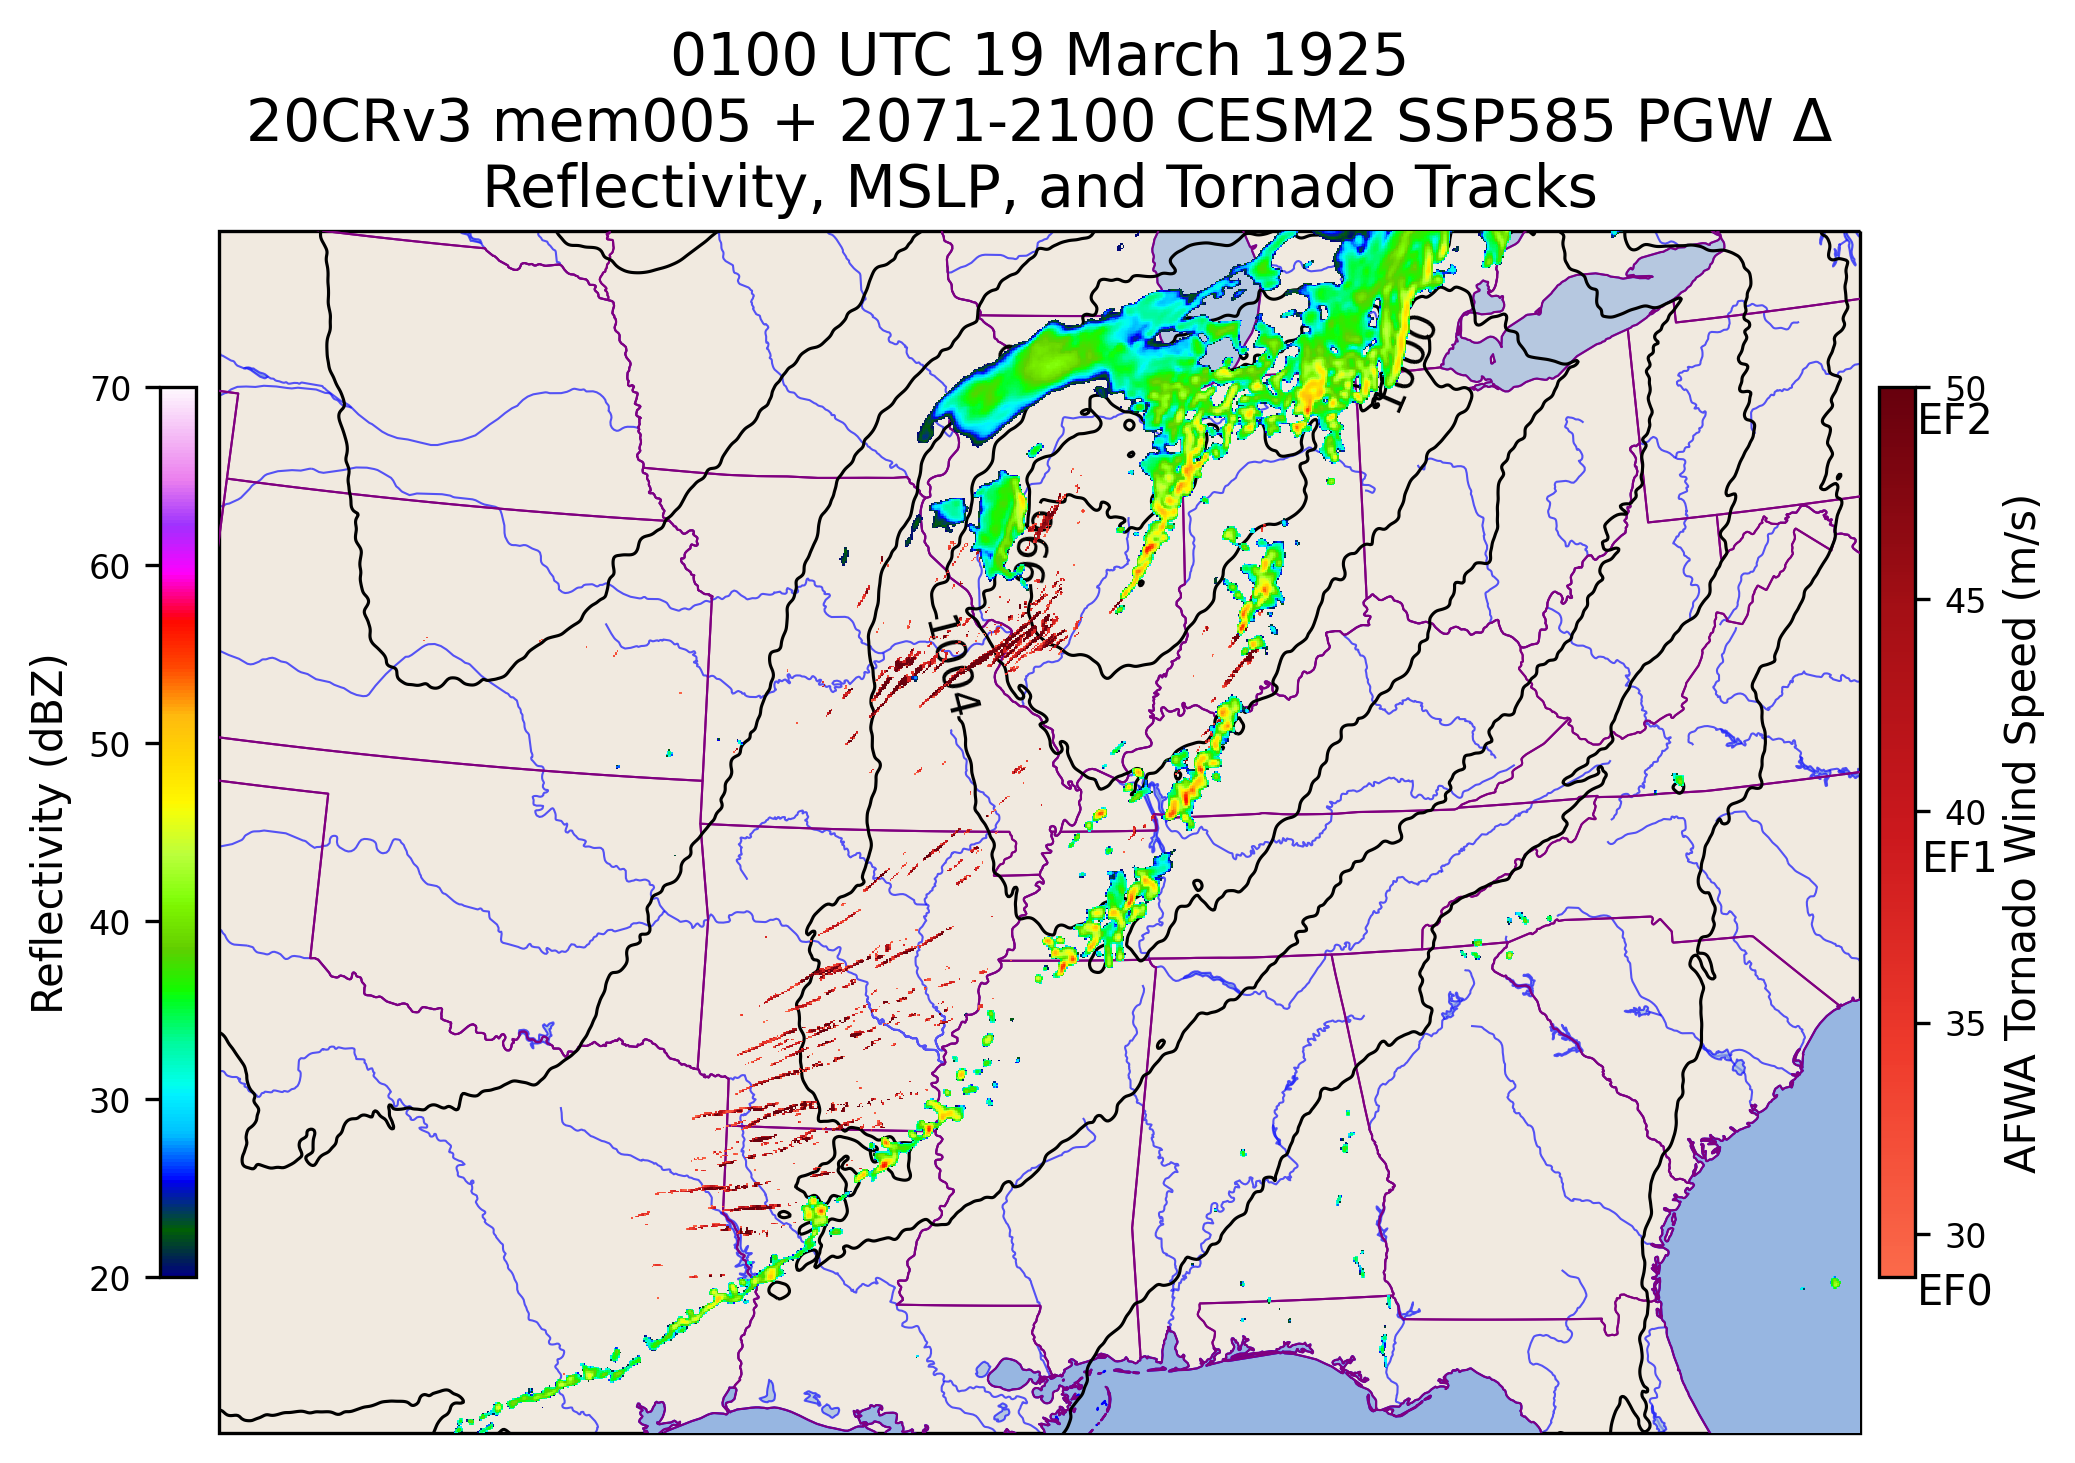 0100 UTC 19 March 1925
20CRv3 mem005 + 2071-2100 CESM2 SSP585 PGW Δ
Reflectivity, MSLP, and Tornado Tracks
1004
996
1004
70
60
50
40
30
20
Reflectivity (dBZ)
50
EF2
45
40
EF1
35
30
EF0
AFWA Tornado Wind Speed (m/s)